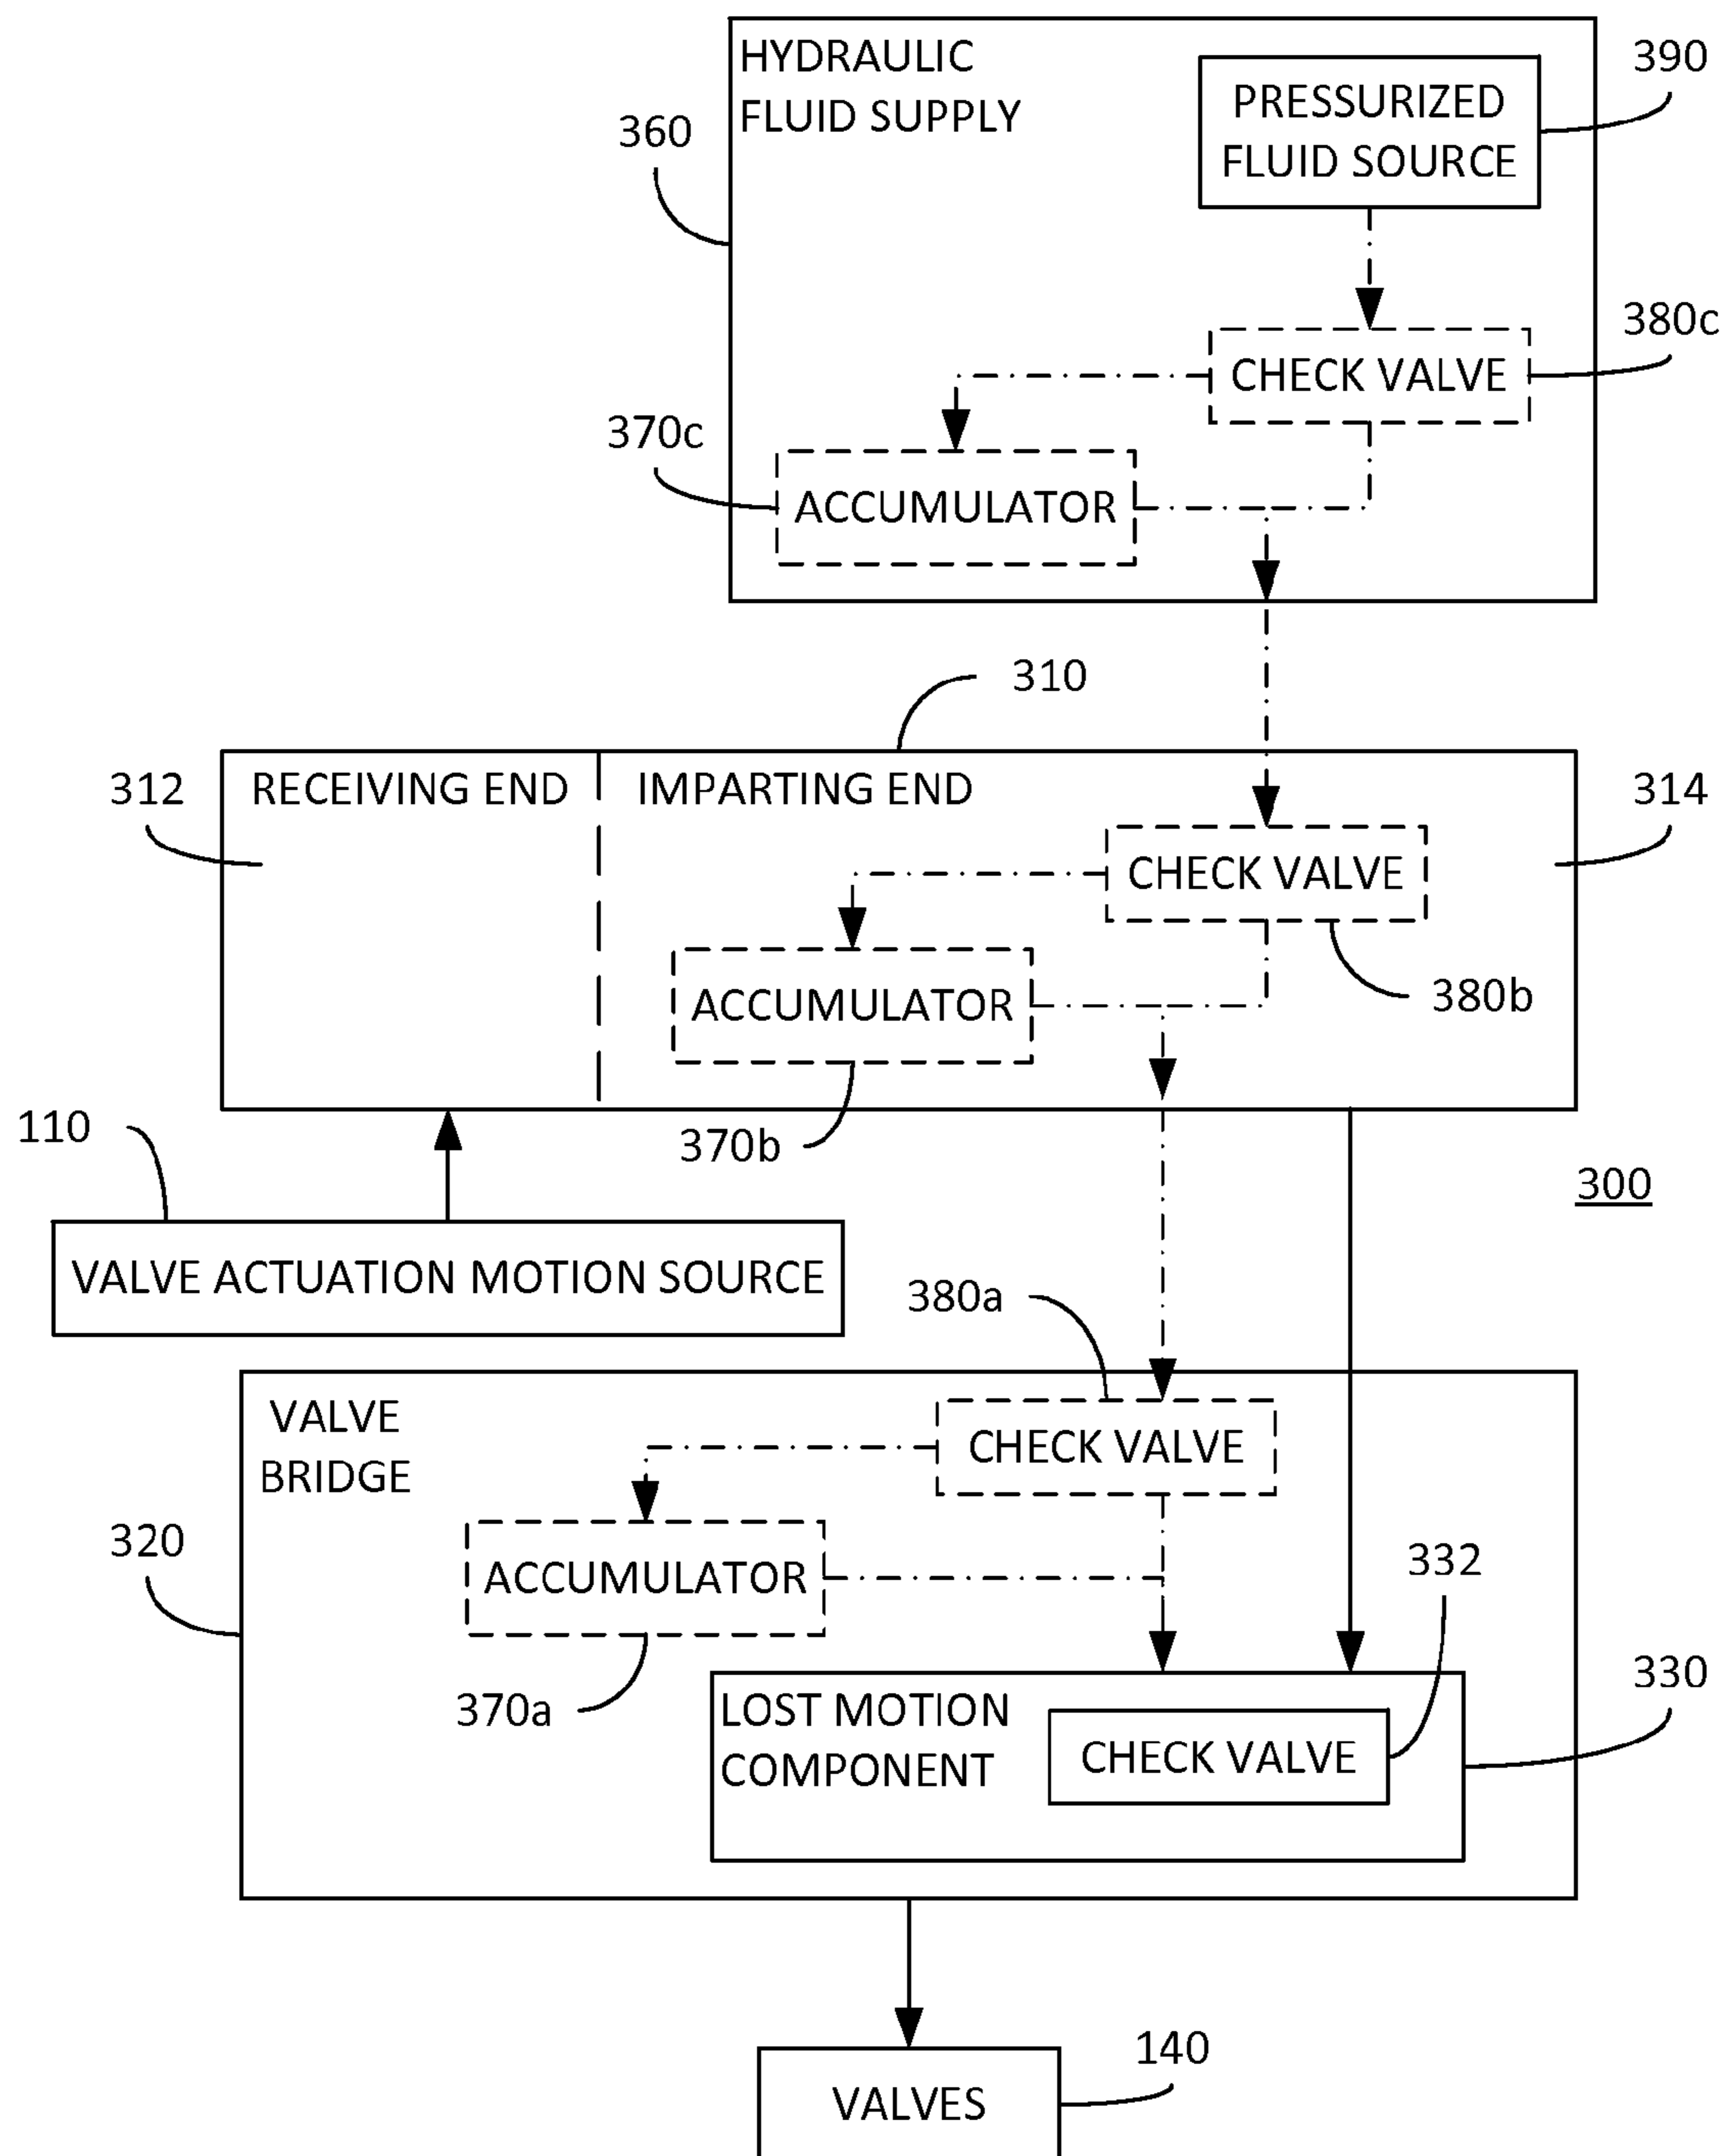 HYDRAULIC
FLUID SUPPLY
PRESSURIZED
FLUID SOURCE
390
360
380c
CHECK VALVE
370c
ACCUMULATOR
310
312
RECEIVING END
IMPARTING END
314
CHECK VALVE
ACCUMULATOR
380b
110
370b
300
VALVE ACTUATION MOTION SOURCE
380a
VALVE
BRIDGE
CHECK VALVE
320
ACCUMULATOR
332
370a
LOST MOTION
COMPONENT
CHECK VALVE
330
140
VALVES